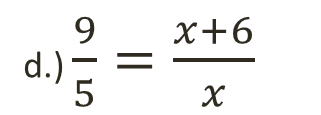 d.) 9/5 = x+6/x